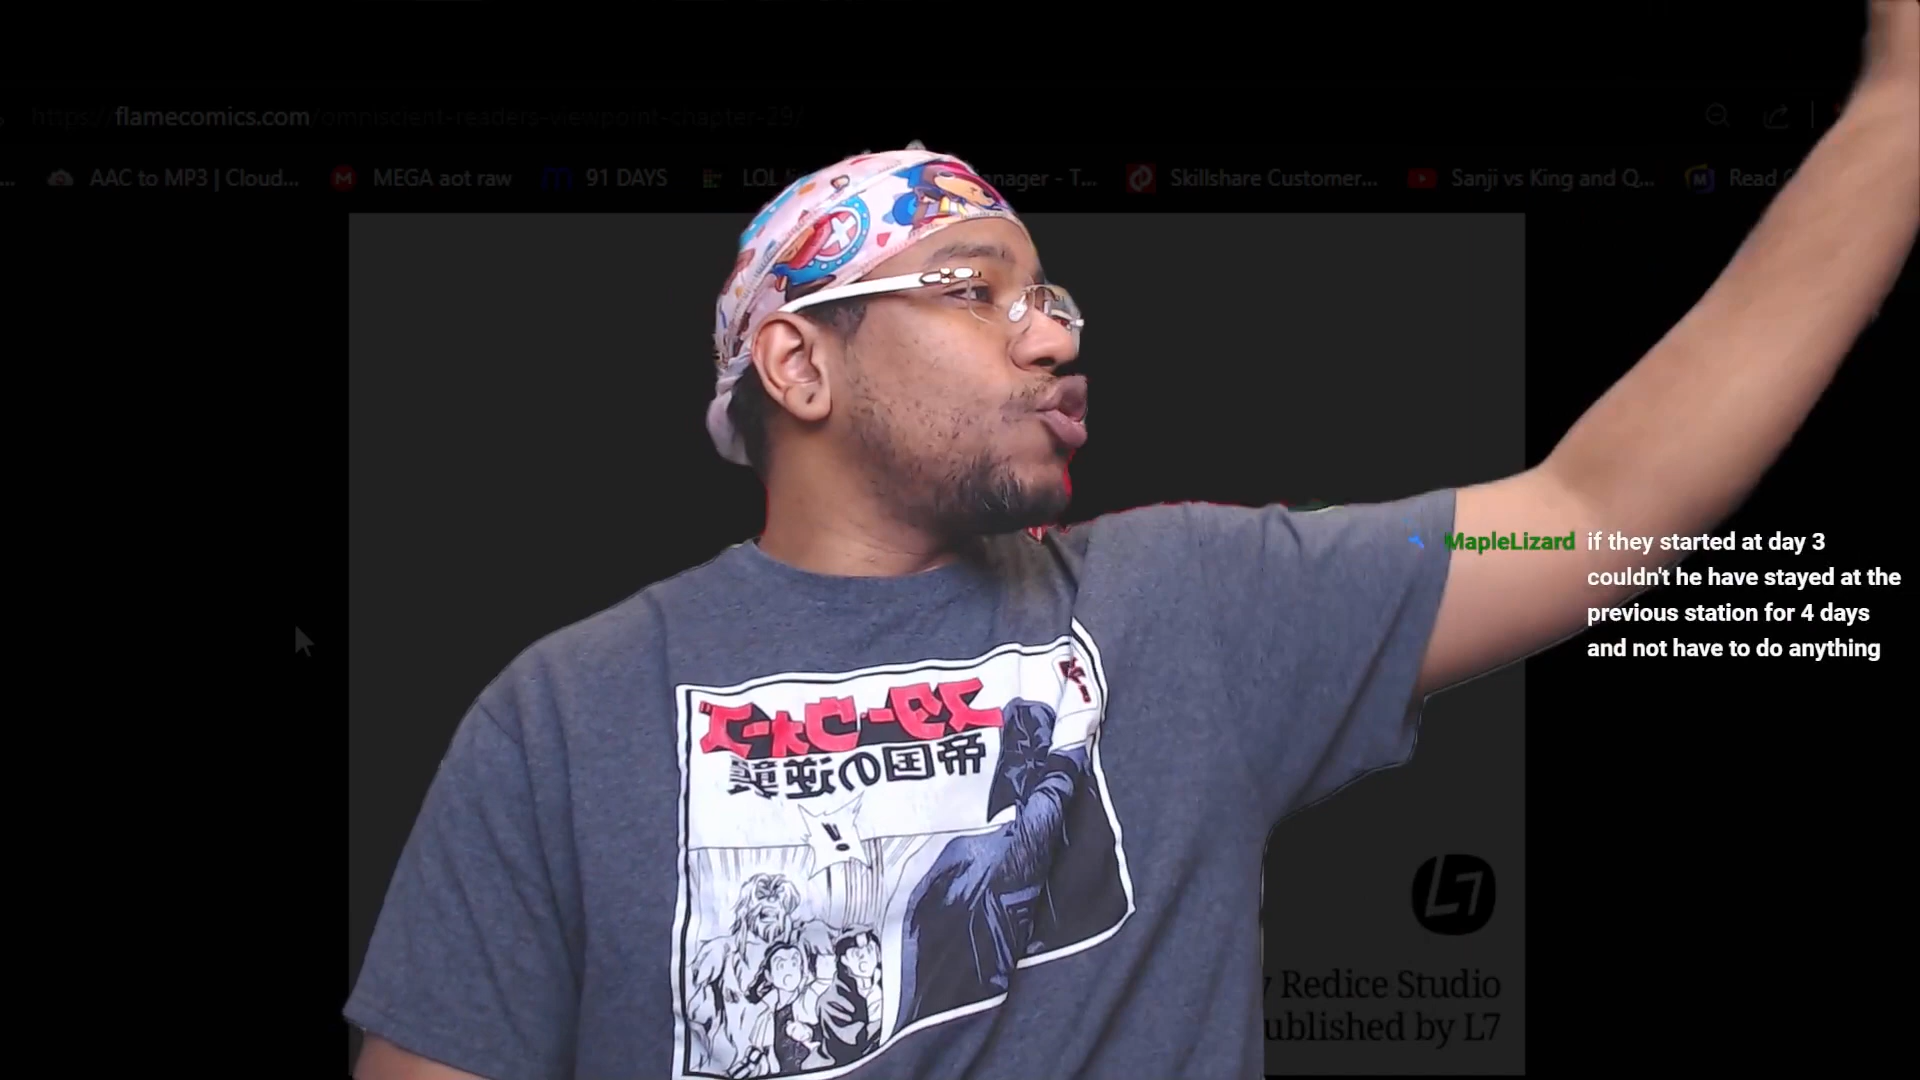 https://flamecomics.com/omniscient-readers-viewpoint-chapter-29/
... AAC to MP3 | Cloud... MEGA aot raw 91 DAYS LOL anager - T... Skillshare Customer... Sanji vs King and Q... Read
MapleLizard if they started at day 3
couldn't he have stayed at the
previous station for 4 days
and not have to do anything
スター・ウォーズ
帝国の逆襲
!
L7
Redice Studio
ublished by L7